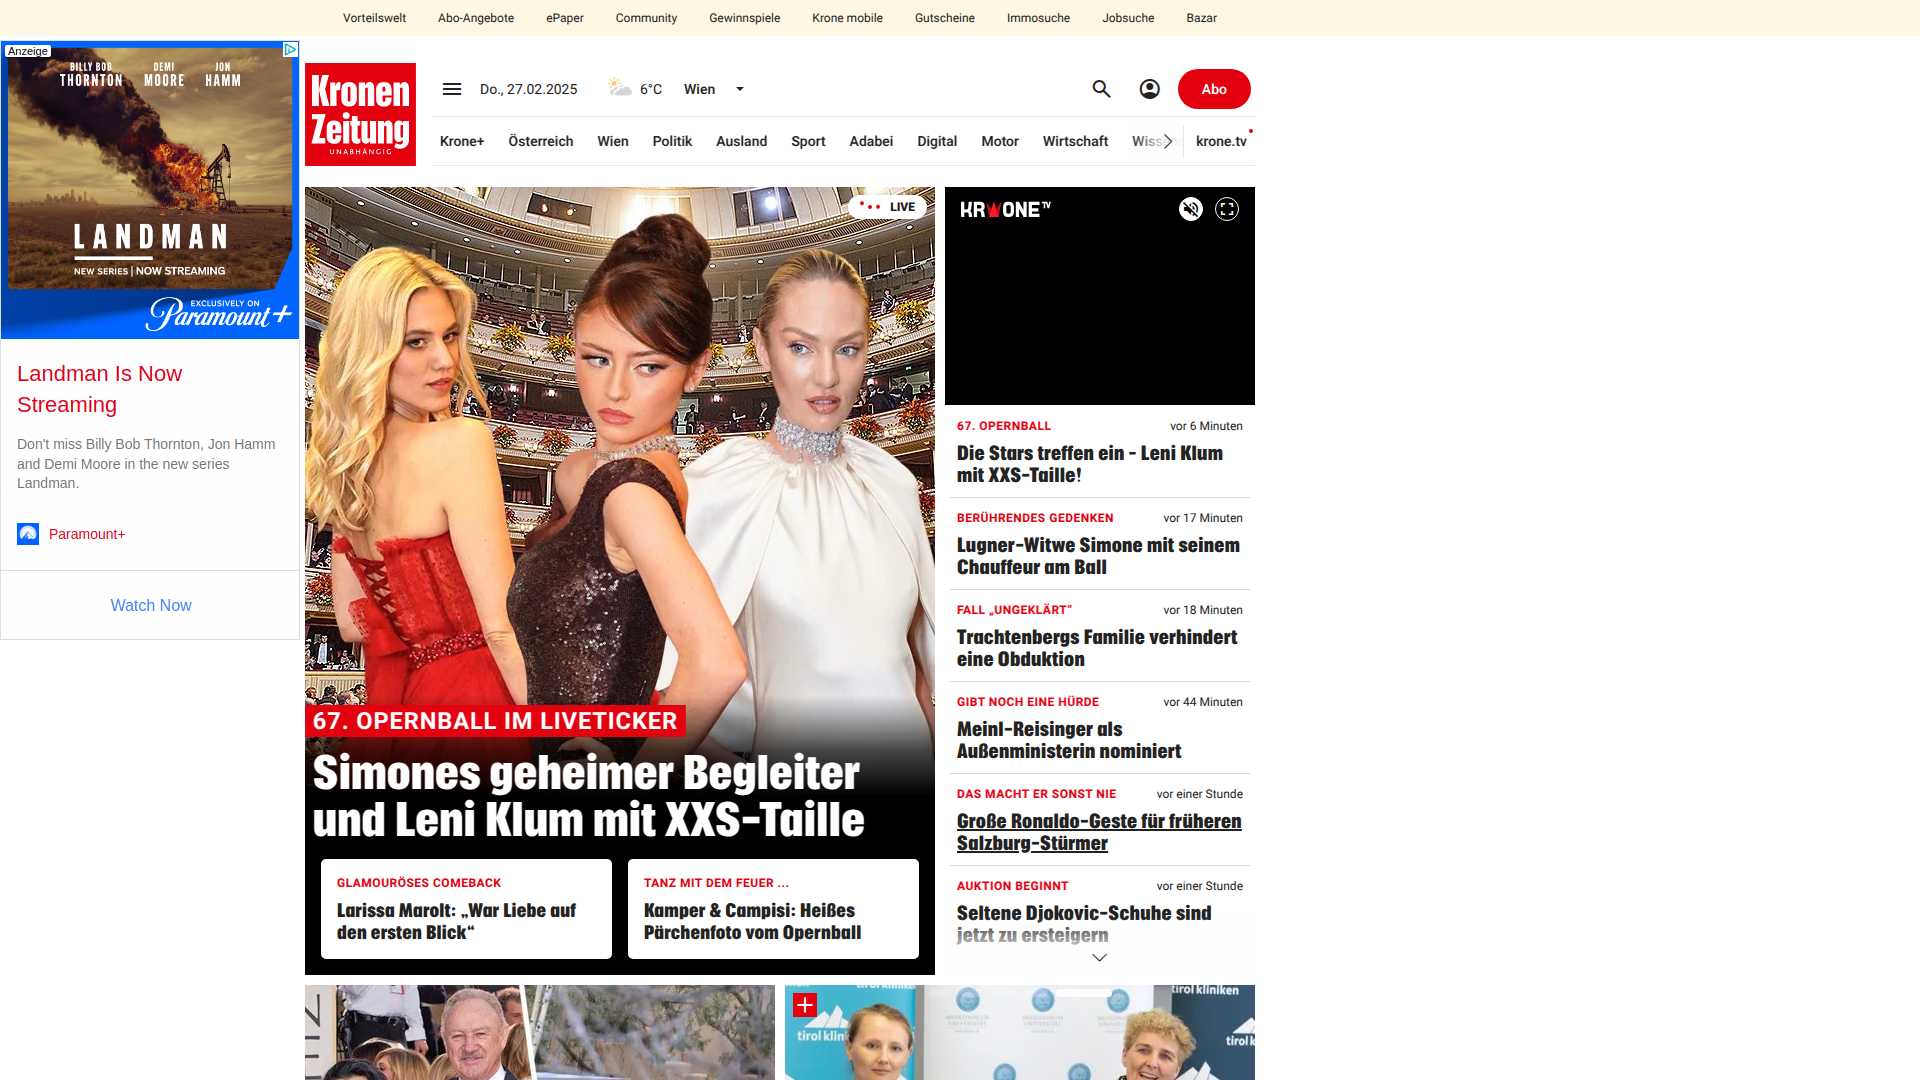 Vorteilswelt Abo-Angebote ePaper Community Gewinnspiele Krone mobile Gutscheine Immosuche Jobsuche Bazar
Anzeige
BILLY BOB THORNTON DEMI MOORE JON HAMM
LANDMAN
NEW SERIES | NOW STREAMING
EXCLUSIVELY ON
Paramount+
Landman Is Now
Streaming
Don't miss Billy Bob Thornton, Jon Hamm
and Demi Moore in the new series
Landman.
Paramount+
Watch Now
Kronen
Zeitung
UNABHÄNGIG
Do., 27.02.2025 6°C Wien Abo
Krone+ Österreich Wien Politik Ausland Sport Adabei Digital Motor Wirtschaft krone.tv
LIVE
67. OPERNBALL IM LIVETICKER
Simones geheimer Begleiter
und Leni Klum mit XXS-Taille
GLAMOURÖSES COMEBACK
Larissa Marolt: „War Liebe auf
den ersten Blick“
TANZ MIT DEM FEUER ...
Kamper & Campisi: Heißes
Pärchenfoto vom Opernball
KRONE TV
67. OPERNBALL vor 6 Minuten
Die Stars treffen ein - Leni Klum
mit XXS-Taille!
BERÜHRENDES GEDENKEN vor 17 Minuten
Lugner-Witwe Simone mit seinem
Chauffeur am Ball
FALL „UNGEKLÄRT“ vor 18 Minuten
Trachtenbergs Familie verhindert
eine Obduktion
GIBT NOCH EINE HÜRDE vor 44 Minuten
Meinl-Reisinger als
Außenministerin nominiert
DAS MACHT ER SONST NIE vor einer Stunde
Große Ronaldo-Geste für früheren
Salzburg-Stürmer
AUKTION BEGINNT vor einer Stunde
Seltene Djokovic-Schuhe sind
jetzt zu ersteigern
tirol kliniken